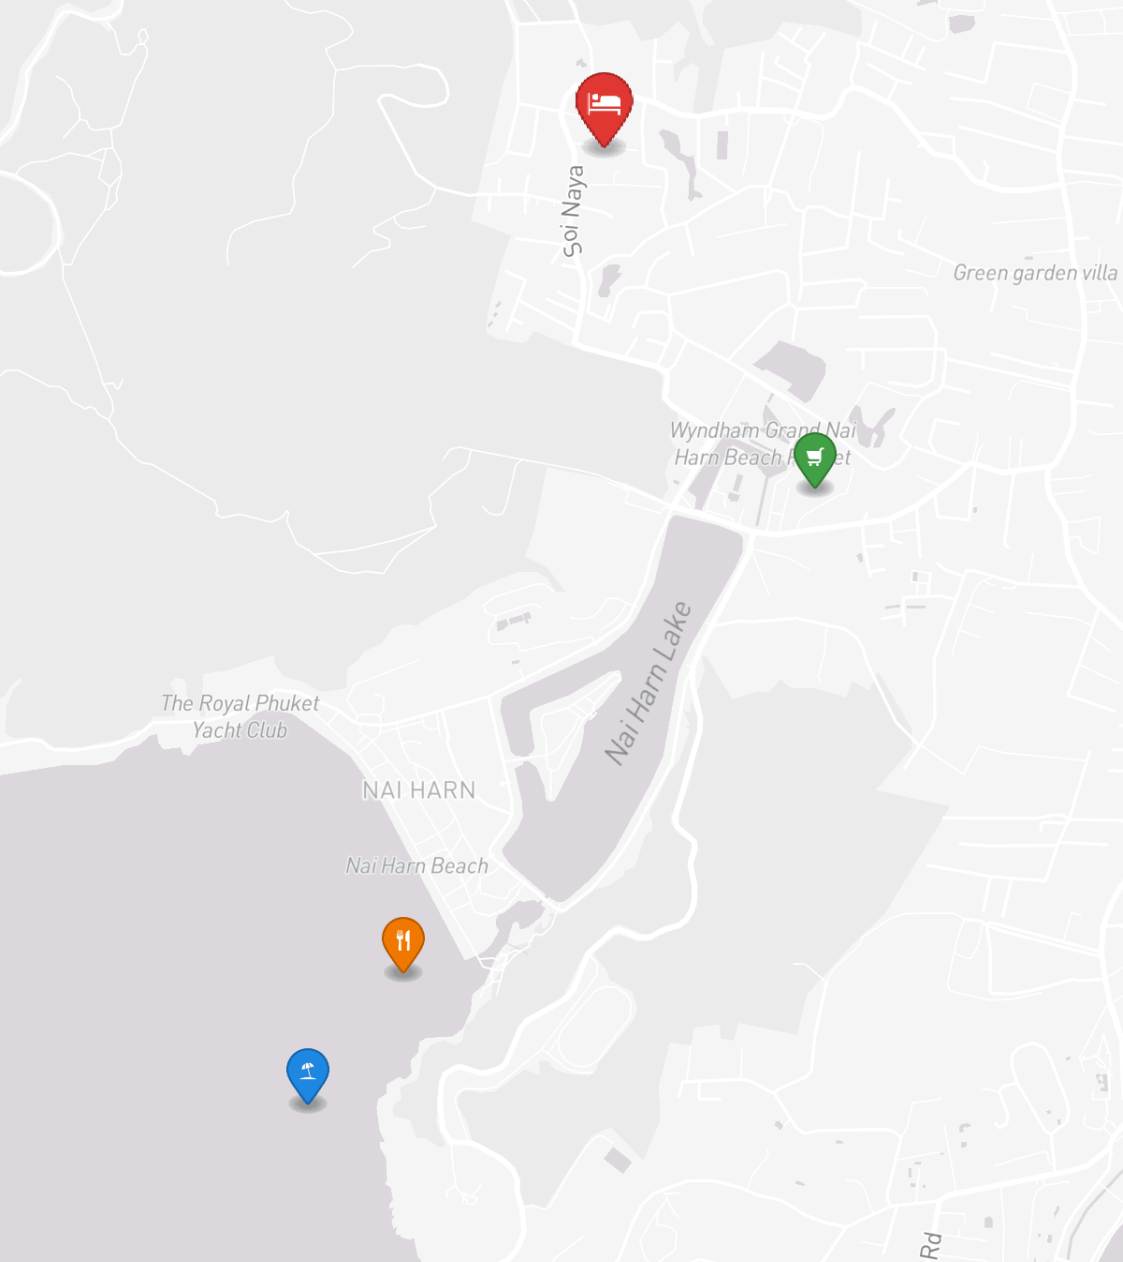 Soi Naya
Green garden villa
Wyndham Grand Nai
Harn Beach
Nai Harn Lake
The Royal Phuket
Yacht Club
NAI HARN
Nai Harn Beach
Rd